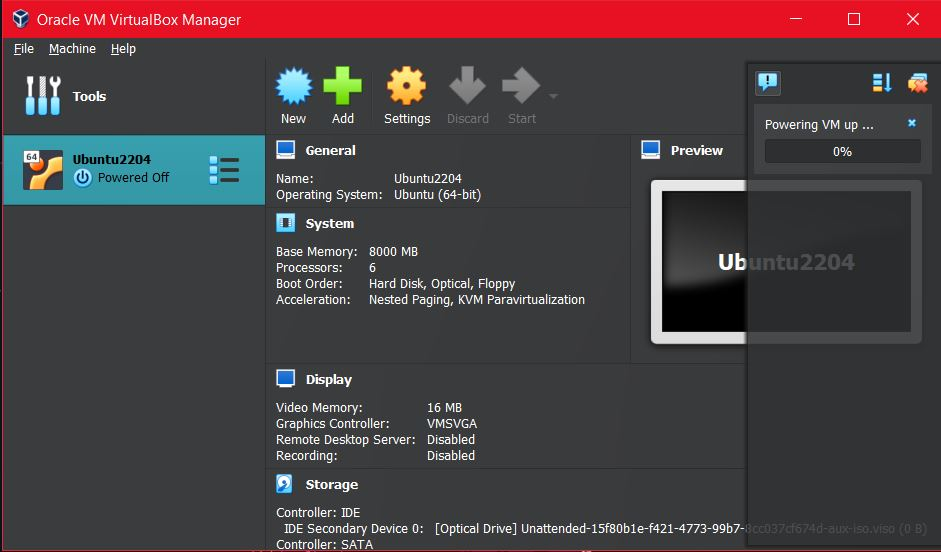 Oracle VM VirtualBox Manager
File Machine Help
Tools
New Add Settings Discard Start
64
Ubuntu2204
Powered Off
General
Name: Ubuntu2204
Operating System: Ubuntu (64-bit)
System
Base Memory: 8000 MB
Processors: 6
Boot Order: Hard Disk, Optical, Floppy
Acceleration: Nested Paging, KVM Paravirtualization
Preview
Ubuntu2204
Powering VM up ...
0%
Display
Video Memory: 16 MB
Graphics Controller: VMSVGA
Remote Desktop Server: Disabled
Recording: Disabled
Storage
Controller: IDE
IDE Secondary Device 0: [Optical Drive] Unattended-15f80b1e-f421-4773-99b7-8cc037cf674d-aux-iso.viso (0 B)
Controller: SATA